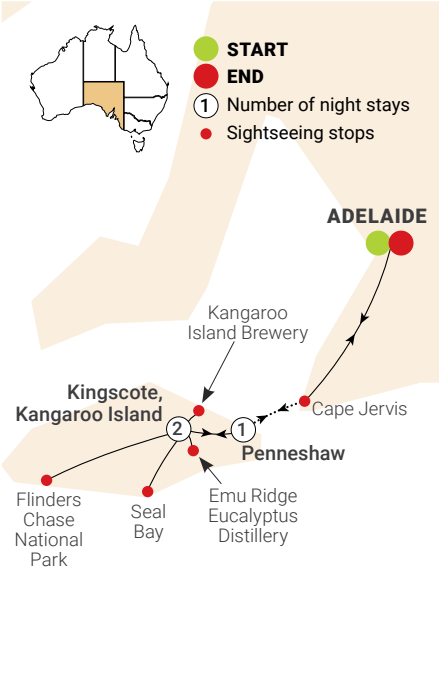 START
END
1 Number of night stays
Sightseeing stops
ADELAIDE
Kangaroo
Island Brewery
Kingscote,
Kangaroo Island
Cape Jervis
2
1
Penneshaw
Flinders
Chase
National
Park
Seal
Bay
Emu Ridge
Eucalyptus
Distillery